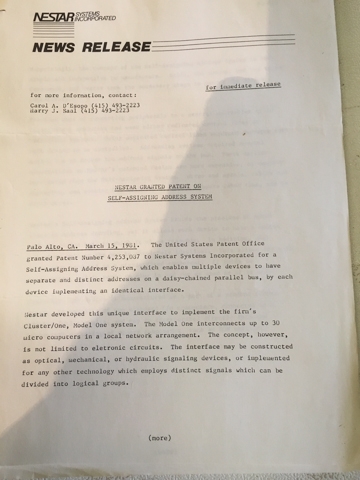 NESTAR SYSTEMS
INCORPORATED
NEWS RELEASE
for immediate release
for more information, contact:
Carol A. D'Esopo (415) 493-2223
Harry J. Saal (415) 493-2223
NESTAR GRANTED PATENT ON
SELF-ASSIGNING ADDRESS SYSTEM
Palo Alto, CA. March 15, 1981. The United States Patent Office
granted Patent Number 4,253,087 to Nestar Systems Incorporated for a
Self-Assigning Address System, which enables multiple devices to have
separate and distinct addresses on a daisy-chained parallel bus, by each
device implementing an identical interface.
Nestar developed this unique interface to implement the firm's
Cluster/One, Model One system. The Model One interconnects up to 30
micro computers in a local network arrangement. The concept, however,
is not limited to eletronic circuits. The interface may be constructed
as optical, mechanical, or hydraulic signaling devices, or implemented
for any other technology which employs distinct signals which can be
divided into logical groups.
(more)